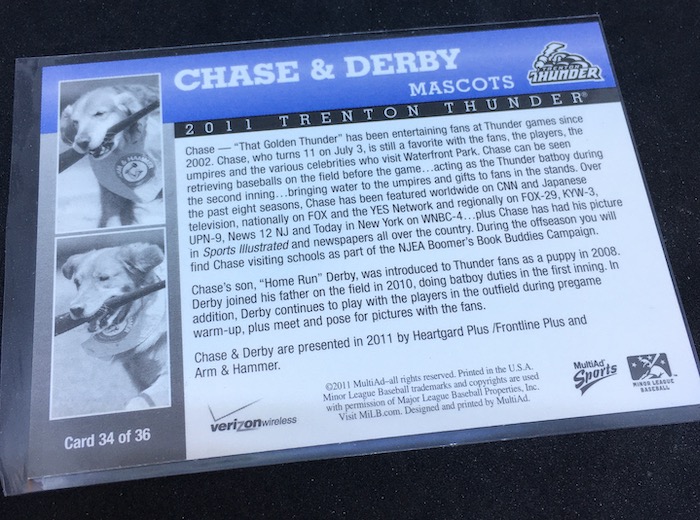 CHASE & DERBY
MASCOTS
TRENTON
THUNDER
2011 TRENTON THUNDER®
Chase — "That Golden Thunder" has been entertaining fans at Thunder games since
2002. Chase, who turns 11 on July 3, is still a favorite with the fans, the players, the
umpires and the various celebrities who visit Waterfront Park. Chase can be seen
retrieving baseballs on the field before the game...acting as the Thunder batboy during
the second inning...bringing water to the umpires and gifts to fans in the stands. Over
the past eight seasons, Chase has been featured worldwide on CNN and Japanese
television, nationally on FOX and the YES Network and regionally on FOX-29, KYN-3,
UPN-9, News 12 NJ and Today in New York on WNBC-4...plus Chase has had his picture
in Sports Illustrated and newspapers all over the country. During the offseason you will
find Chase visiting schools as part of the NJEA Boomer's Book Buddies Campaign.
Chase's son, "Home Run" Derby, was introduced to Thunder fans as a puppy in 2008.
Derby joined his father on the field in 2010, doing batboy duties in the first inning. In
addition, Derby continues to play with the players in the outfield during pregame
warm-up, plus meet and pose for pictures with the fans.
Chase & Derby are presented in 2011 by Heartgard Plus /Frontline Plus and
Arm & Hammer.
©2011 MultiAd–all rights reserved. Printed in the U.S.A.
Minor League Baseball trademarks and copyrights are used
with permission of Major League Baseball Properties, Inc.
Visit MiLB.com. Designed and printed by MultiAd.
verizonwireless
MultiAd
Sports
MINOR LEAGUE
BASEBALL
Card 34 of 36